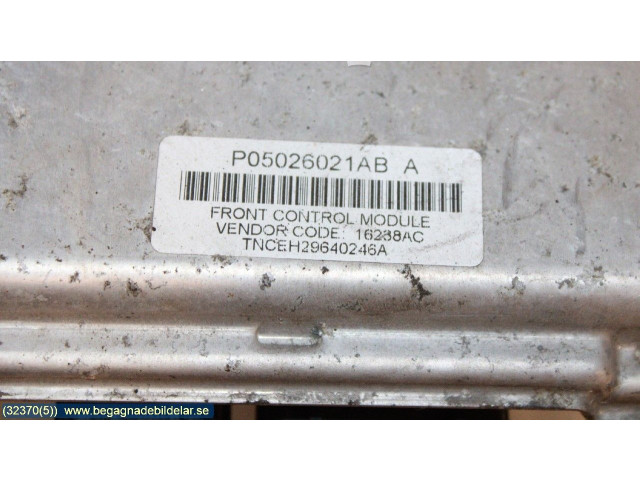 P05026021AB A
FRONT CONTROL MODULE
VENDOR CODE: 16238AC
TNCEH29640246A
(32370(5)) www.begagnadebildelar.se